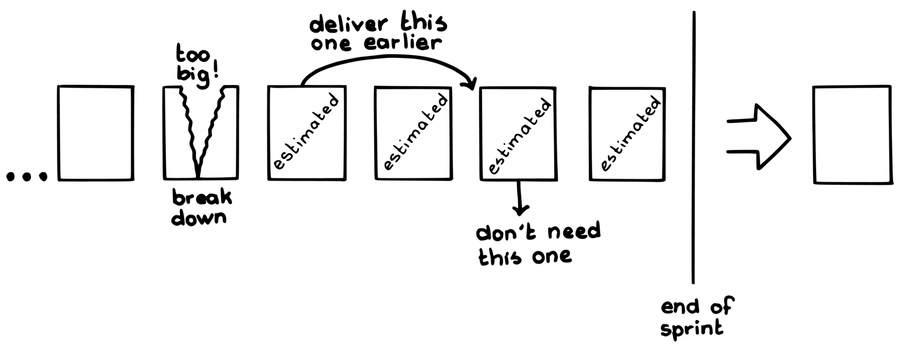 deliver this
one earlier
too
big!
estimated
estimated
estimated
estimated
break
down
don't need
this one
end of
sprint